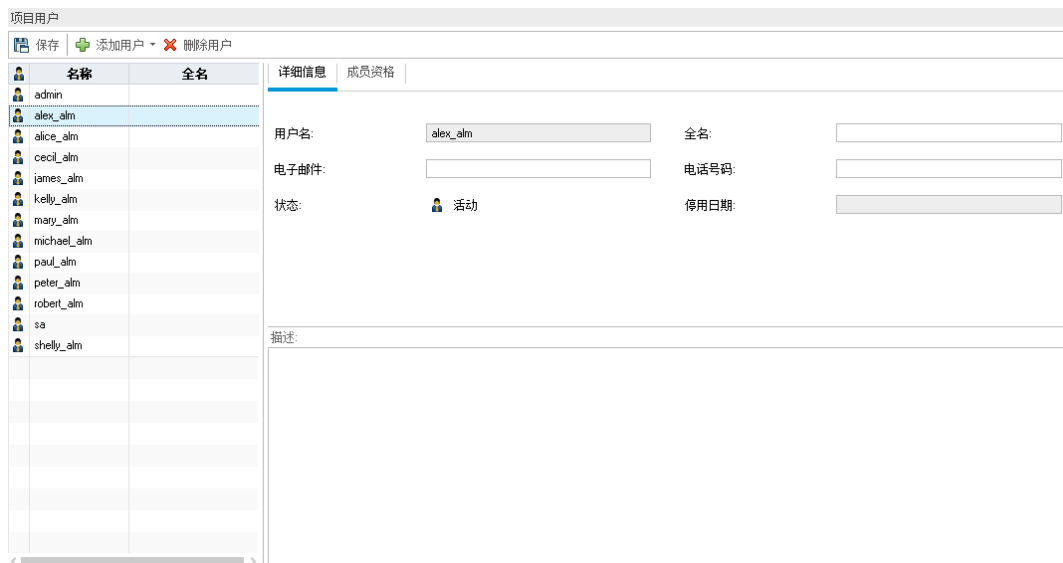 项目用户
保存 添加用户 删除用户
名称 全名
admin
alex_alm
alice_alm
cecil_alm
james_alm
kelly_alm
mary_alm
michael_alm
paul_alm
peter_alm
robert_alm
sa
shelly_alm
详细信息 成员资格
用户名: alex_alm 全名:
电子邮件: 电话号码:
状态: 活动 停用日期:
描述: